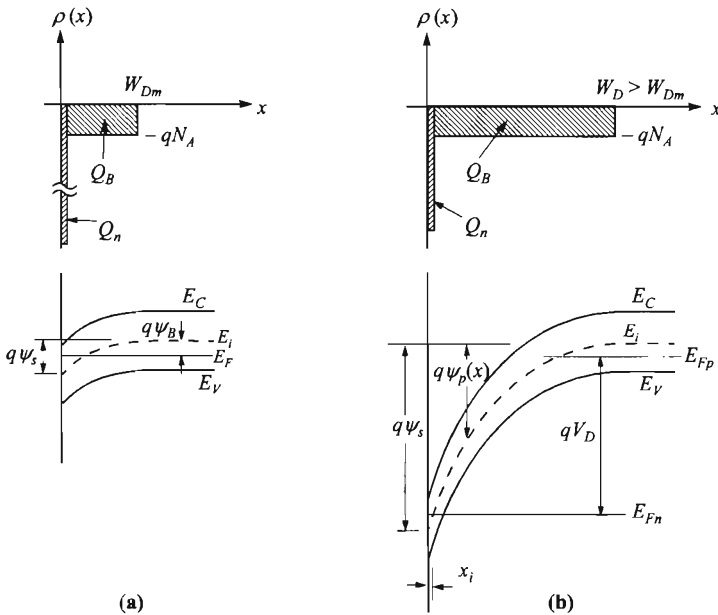 ρ(x)
W_Dm
x
−qN_A
Q_B
Q_n
E_C
qψ_B
E_i
E_F
qψ_s
E_V
(a)
ρ(x)
W_D > W_Dm
x
−qN_A
Q_B
Q_n
E_C
E_i
E_Fp
qψ_p(x)
E_V
qψ_s
qV_D
E_Fn
x_i
(b)